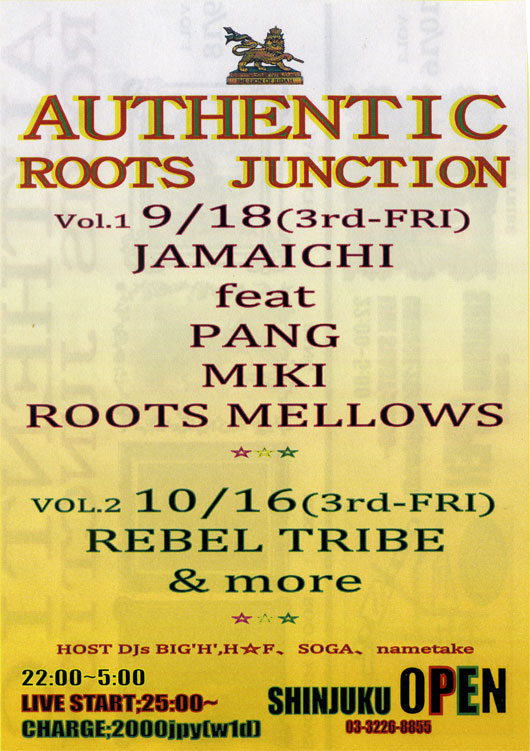 THE LION OF JUDAH
AUTHENTIC
ROOTS JUNCTION
Vol.1 9/18(3rd-FRI)
JAMAICHI
feat
PANG
MIKI
ROOTS MELLOWS
☆☆☆
VOL.2 10/16(3rd-FRI)
REBEL TRIBE
& more
☆☆☆
HOST DJs BIG'H',H☆F、SOGA、nametake
22:00~5:00
LIVE START;25:00~
CHARGE;2000jpy(w1d)
SHINJUKU OPEN
03-3226-8855